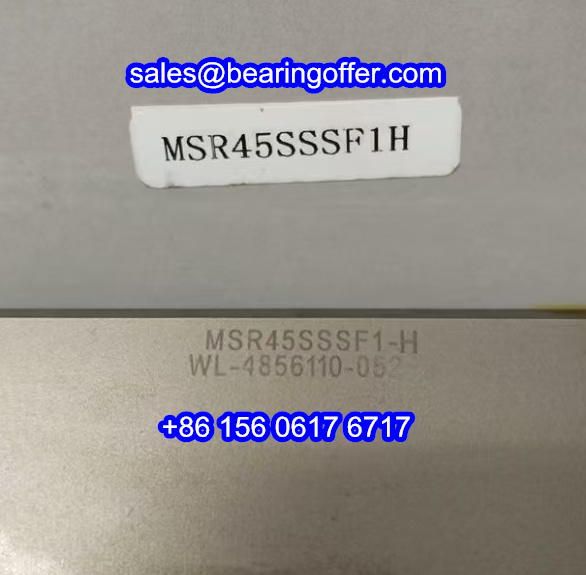 sales@bearingoffer.com
MSR45SSSF1H
MSR45SSSF1-H
WL-4856110-052
+86 156 0617 6717